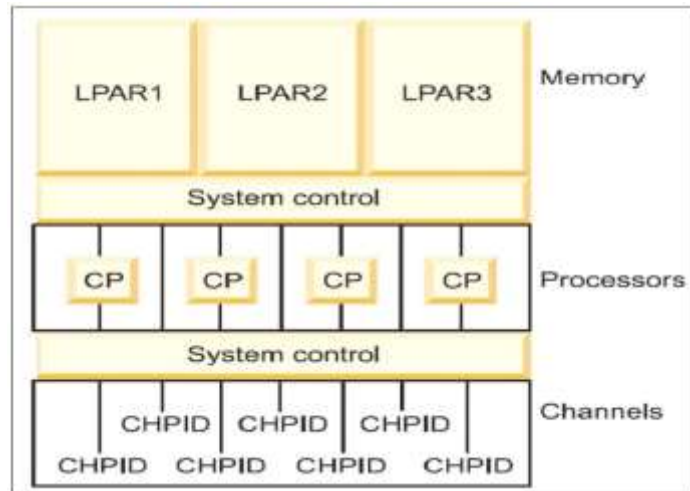 LPAR1 LPAR2 LPAR3 Memory
System control
CP CP CP CP Processors
System control
CHPID CHPID CHPID Channels
CHPID CHPID CHPID CHPID